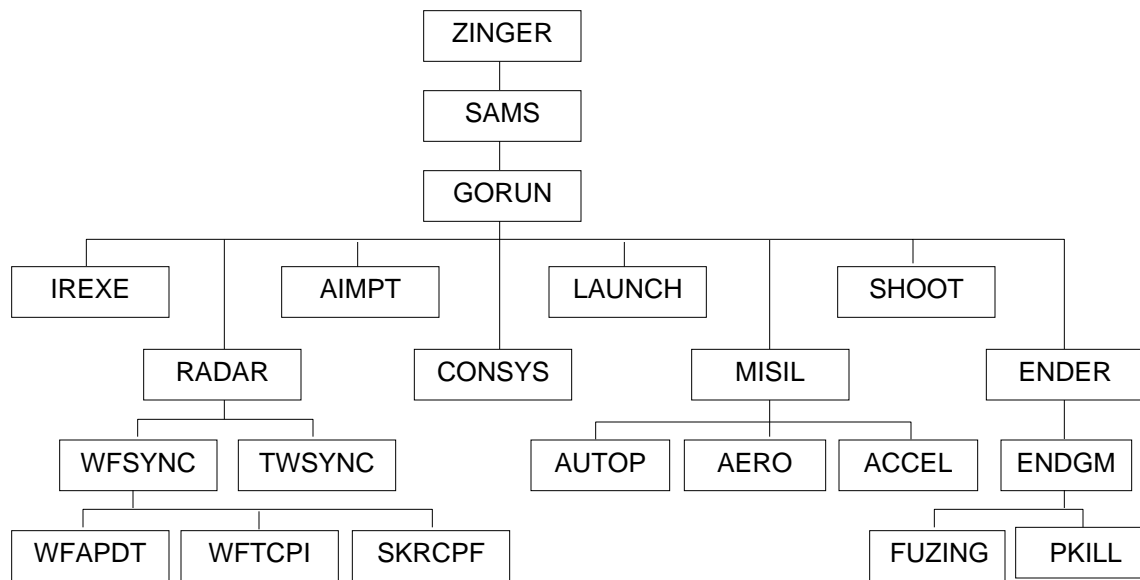 ZINGER
SAMS
GORUN
IREXE
AIMPT
LAUNCH
SHOOT
RADAR
CONSYS
MISIL
ENDER
WFSYNC
TWSYNC
AUTOP
AERO
ACCEL
ENDGM
WFAPDT
WFTCPI
SKRCPF
FUZING
PKILL